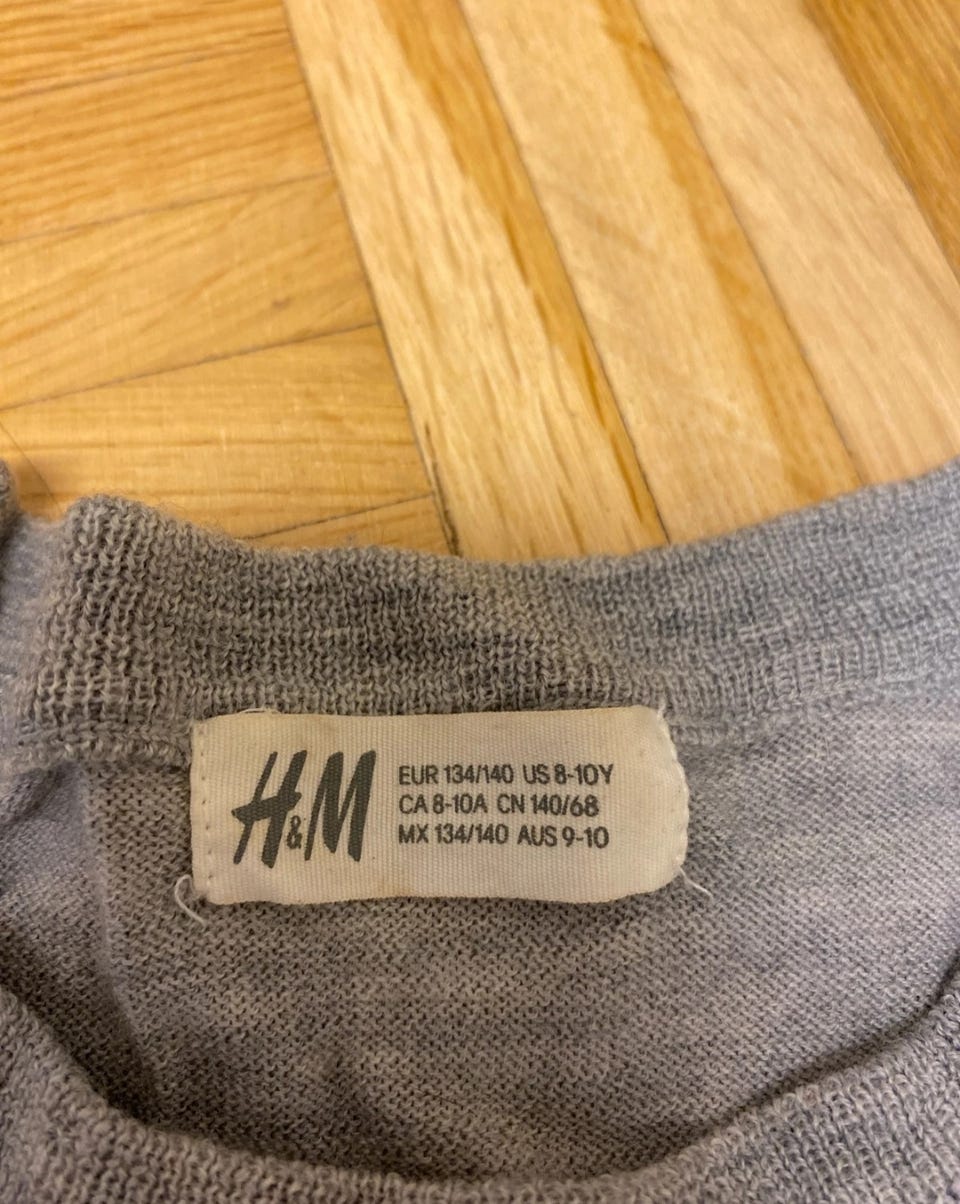 H&M
EUR 134/140 US 8-10Y
CA 8-10A CN 140/68
MX 134/140 AUS 9-10